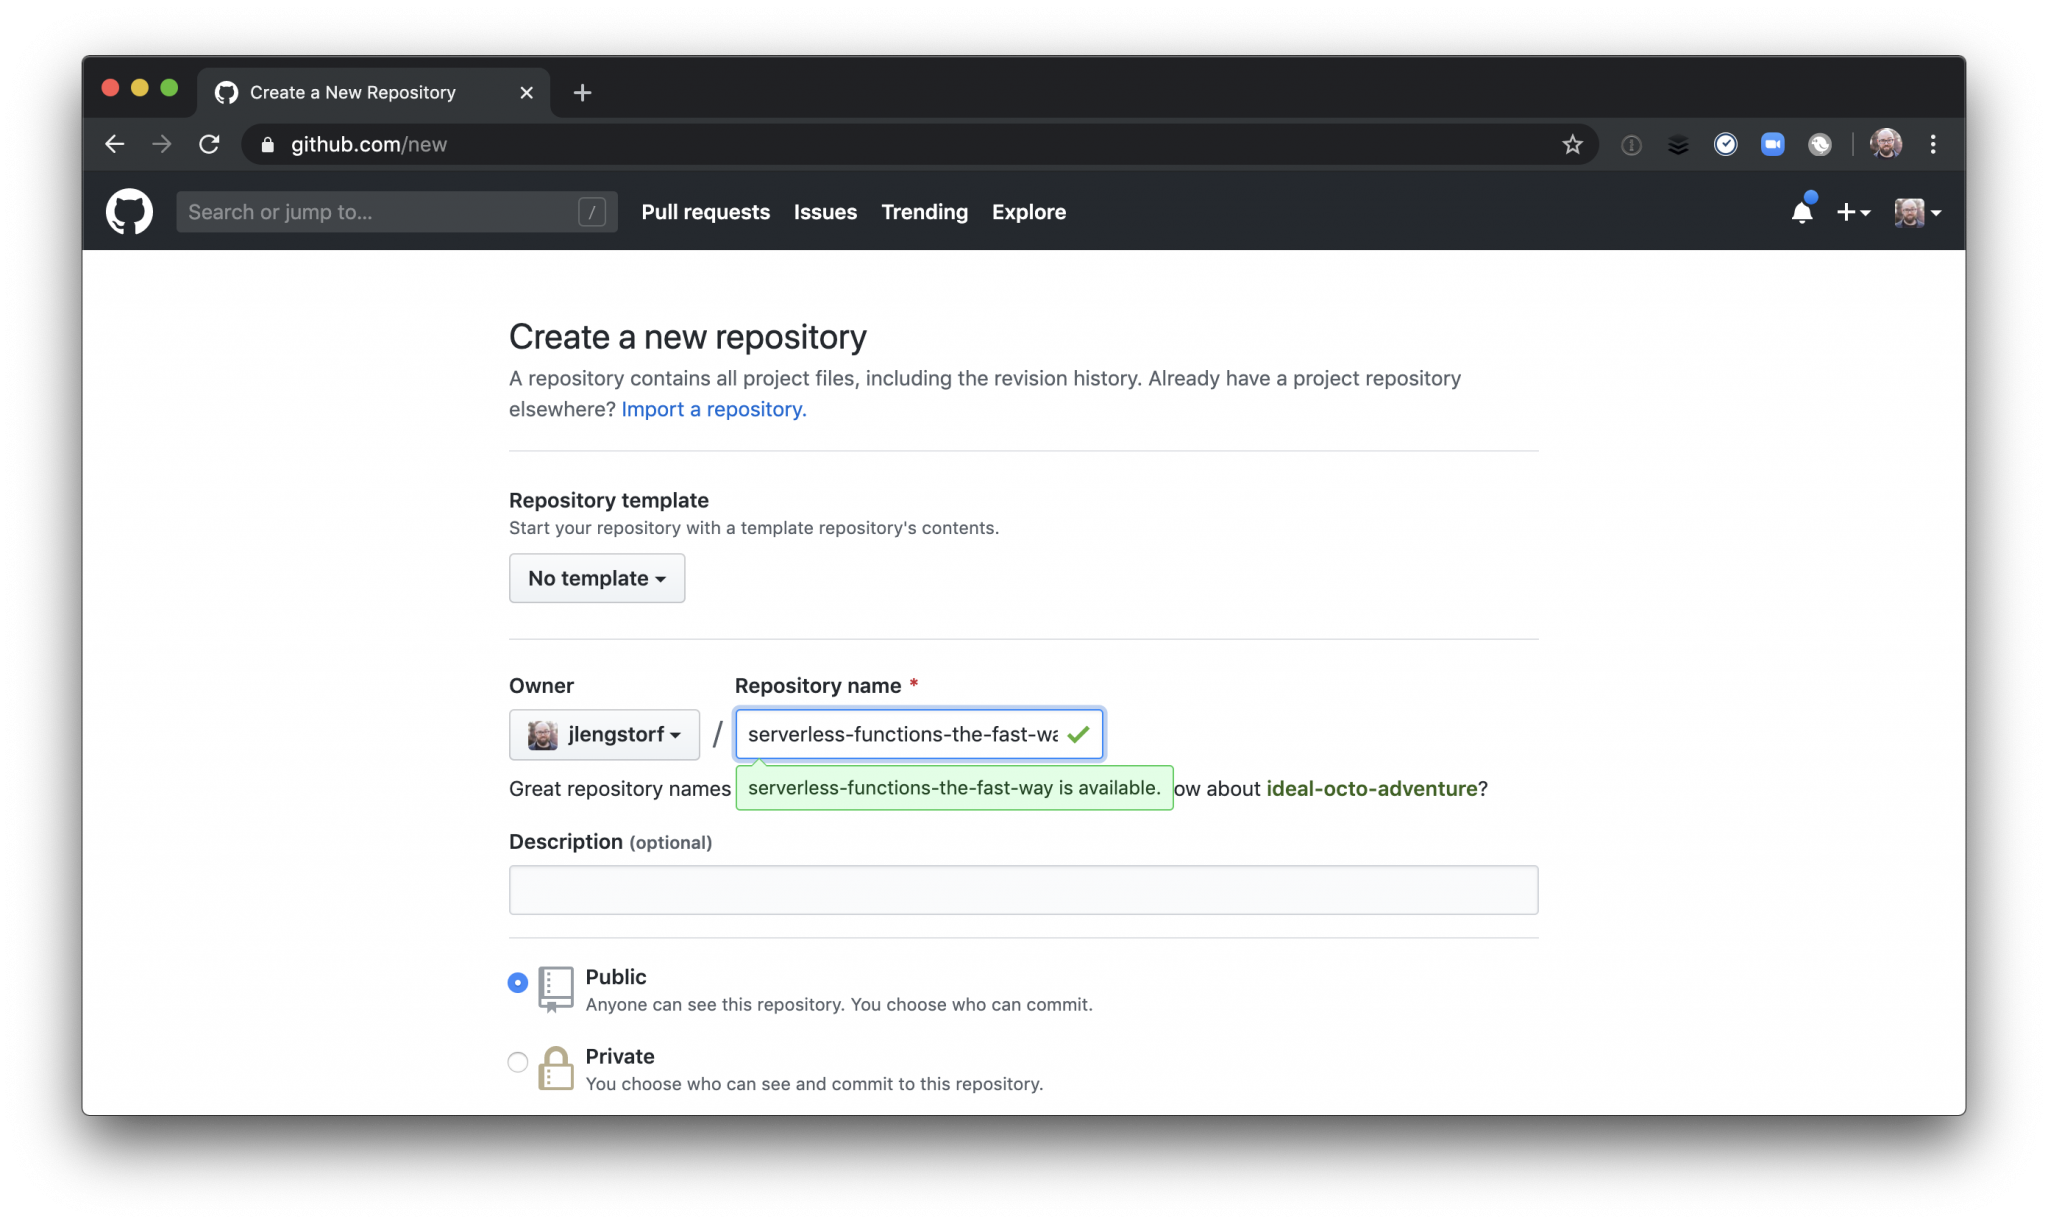 Create a New Repository
github.com/new
Search or jump to... /
Pull requests Issues Trending Explore
Create a new repository
A repository contains all project files, including the revision history. Already have a project repository
elsewhere? Import a repository.
Repository template
Start your repository with a template repository's contents.
No template
Owner Repository name *
jlengstorf / serverless-functions-the-fast-wa
Great repository names serverless-functions-the-fast-way is available. ow about ideal-octo-adventure?
Description (optional)
Public
Anyone can see this repository. You choose who can commit.
Private
You choose who can see and commit to this repository.